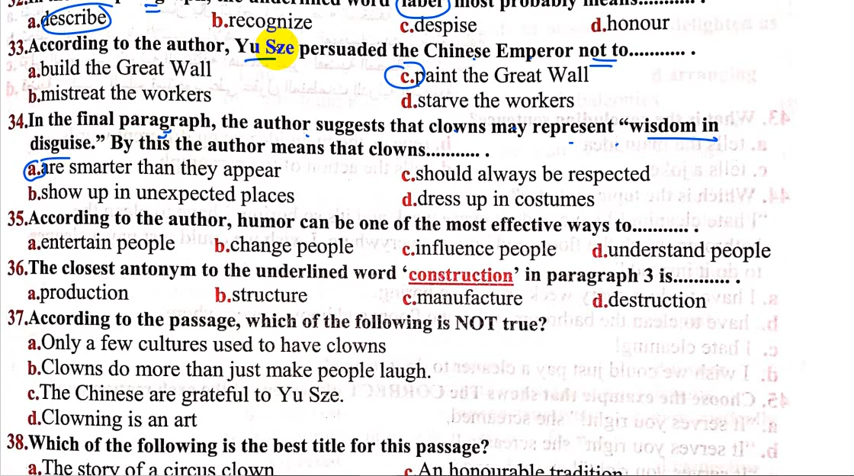 label most probably means........... .
a.describe b.recognize c.despise d.honour
33.According to the author, Yu Sze persuaded the Chinese Emperor not to........... .
a.build the Great Wall c.paint the Great Wall
b.mistreat the workers d.starve the workers
34.In the final paragraph, the author suggests that clowns may represent “wisdom in
disguise.” By this the author means that clowns........... .
a.are smarter than they appear c.should always be respected
b.show up in unexpected places d.dress up in costumes
35.According to the author, humor can be one of the most effective ways to........... .
a.entertain people b.change people c.influence people d.understand people
36.The closest antonym to the underlined word ‘construction’ in paragraph 3 is........... .
a.production b.structure c.manufacture d.destruction
37.According to the passage, which of the following is NOT true?
a.Only a few cultures used to have clowns
b.Clowns do more than just make people laugh.
c.The Chinese are grateful to Yu Sze.
d.Clowning is an art
38.Which of the following is the best title for this passage?
a.The story of a circus clown c.An honourable tradition